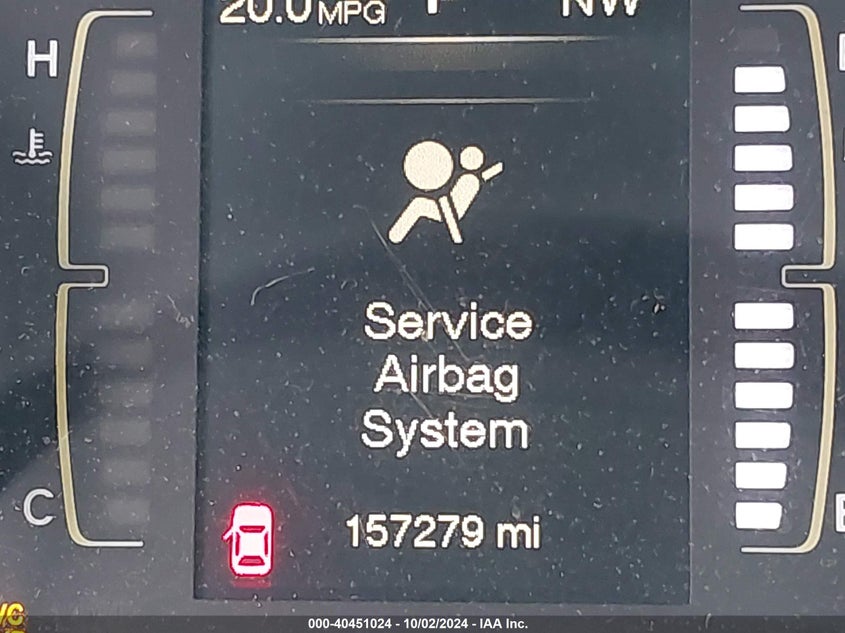 20.0 MPG NW
H
Service
Airbag
System
C
157279 mi
000-40451024 - 10/02/2024 - IAA Inc.